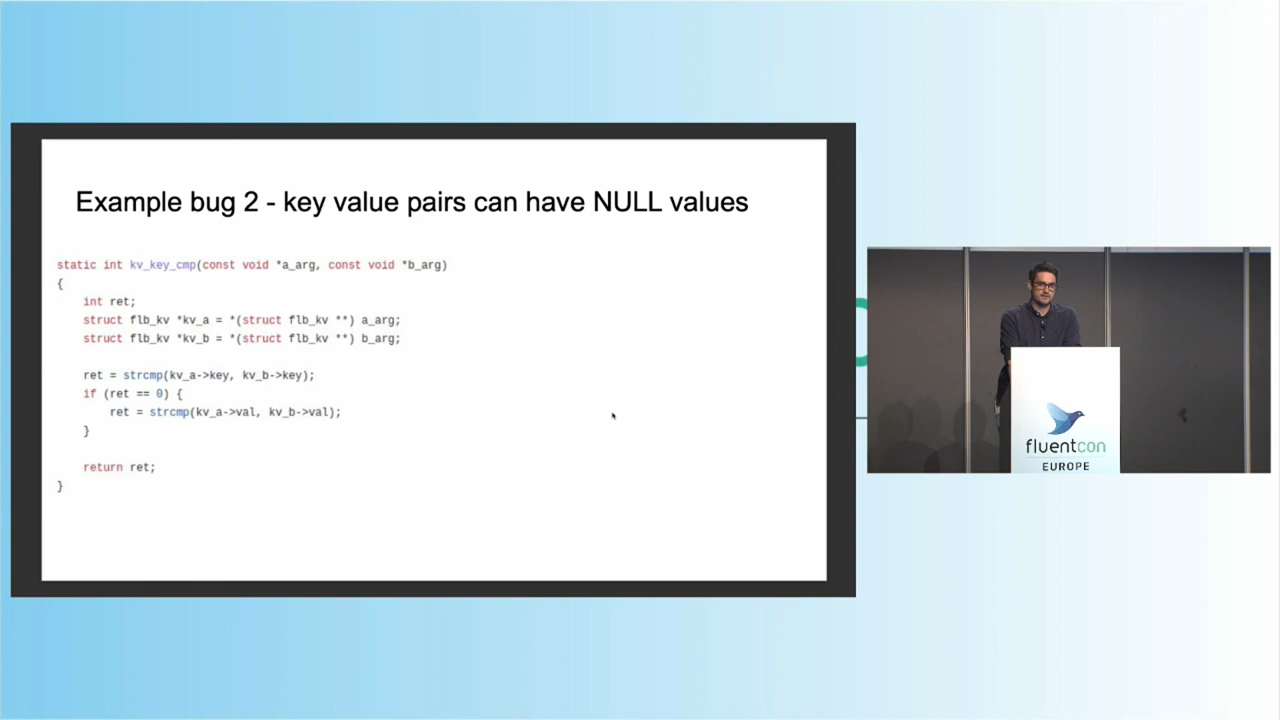 Example bug 2 - key value pairs can have NULL values
static int kv_key_cmp(const void *a_arg, const void *b_arg)
{
    int ret;
    struct flb_kv *kv_a = *(struct flb_kv **) a_arg;
    struct flb_kv *kv_b = *(struct flb_kv **) b_arg;

    ret = strcmp(kv_a->key, kv_b->key);
    if (ret == 0) {
        ret = strcmp(kv_a->val, kv_b->val);
    }

    return ret;
}
fluentcon
EUROPE